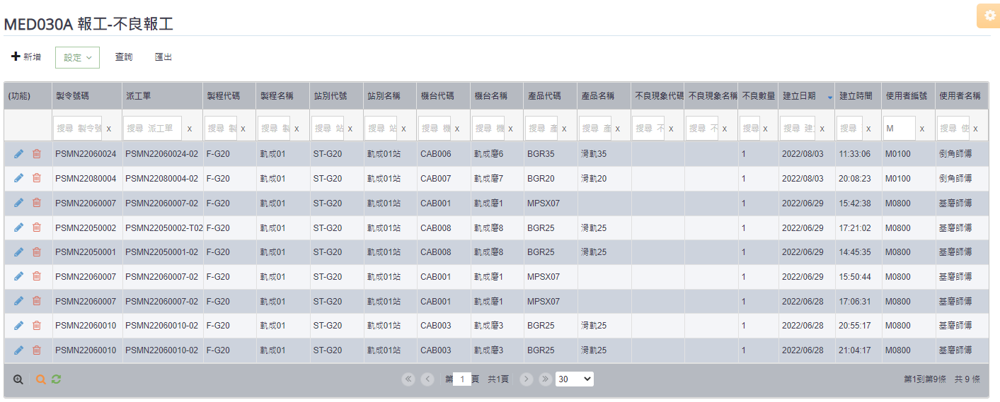 MED030A 報工-不良報工
新增 設定 查詢 匯出
(功能) 製令號碼 派工單 製程代碼 製程名稱 站別代號 站別名稱 機台代碼 機台名稱 產品代碼 產品名稱 不良現象代碼 不良現象名稱 不良數量 建立日期 建立時間 使用者編號 使用者名稱
搜尋 製令號 x 搜尋 派工單 x 搜尋 製 x 搜尋 製 x 搜尋 站 x 搜尋 站 x 搜尋 機 x 搜尋 機 x 搜尋 產 x 搜尋 產 x 搜尋 不 x 搜尋 不 x 搜尋 x 搜尋 建 x 搜尋 x M x 搜尋 使 x
PSMN22060024 PSMN22060024-02 F-G20 軌成01 ST-G20 軌成01站 CAB006 軌成磨6 BGR35 滑軌35 1 2022/08/03 11:33:06 M0100 倒角師傅
PSMN22080004 PSMN22080004-02 F-G20 軌成01 ST-G20 軌成01站 CAB007 軌成磨7 BGR20 滑軌20 1 2022/08/03 20:08:23 M0100 倒角師傅
PSMN22060007 PSMN22060007-02 F-G20 軌成01 ST-G20 軌成01站 CAB001 軌成磨1 MPSX07 1 2022/06/29 15:42:38 M0800 基磨師傅
PSMN22050002 PSMN22050002-T02 F-G20 軌成01 ST-G20 軌成01站 CAB008 軌成磨8 BGR25 滑軌25 1 2022/06/29 17:21:02 M0800 基磨師傅
PSMN22050001 PSMN22050001-02 F-G20 軌成01 ST-G20 軌成01站 CAB008 軌成磨8 BGR25 滑軌25 1 2022/06/29 14:45:35 M0800 基磨師傅
PSMN22060007 PSMN22060007-02 F-G20 軌成01 ST-G20 軌成01站 CAB001 軌成磨1 MPSX07 1 2022/06/29 15:50:44 M0800 基磨師傅
PSMN22060007 PSMN22060007-02 F-G20 軌成01 ST-G20 軌成01站 CAB001 軌成磨1 MPSX07 1 2022/06/28 17:06:31 M0800 基磨師傅
PSMN22060010 PSMN22060010-02 F-G20 軌成01 ST-G20 軌成01站 CAB003 軌成磨3 BGR25 滑軌25 1 2022/06/28 20:55:17 M0800 基磨師傅
PSMN22060010 PSMN22060010-02 F-G20 軌成01 ST-G20 軌成01站 CAB003 軌成磨3 BGR25 滑軌25 1 2022/06/28 21:04:17 M0800 基磨師傅
第 1 頁 共1頁 30 第1到第9條 共 9 條